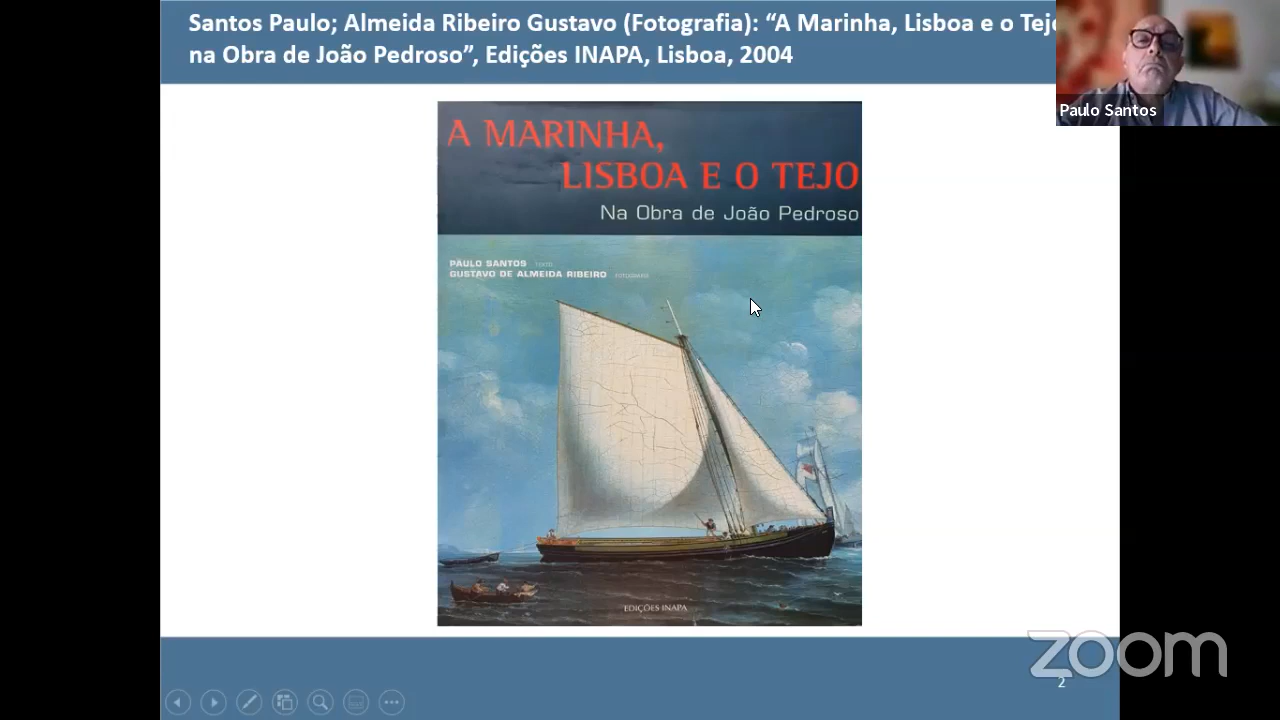 Santos Paulo; Almeida Ribeiro Gustavo (Fotografia): “A Marinha, Lisboa e o Tejo
na Obra de João Pedroso”, Edições INAPA, Lisboa, 2004
Paulo Santos
A MARINHA,
LISBOA E O TEJO
Na Obra de João Pedroso
PAULO SANTOS TEXTO
GUSTAVO DE ALMEIDA RIBEIRO FOTOGRAFIA
EDIÇÕES INAPA
zoom
2